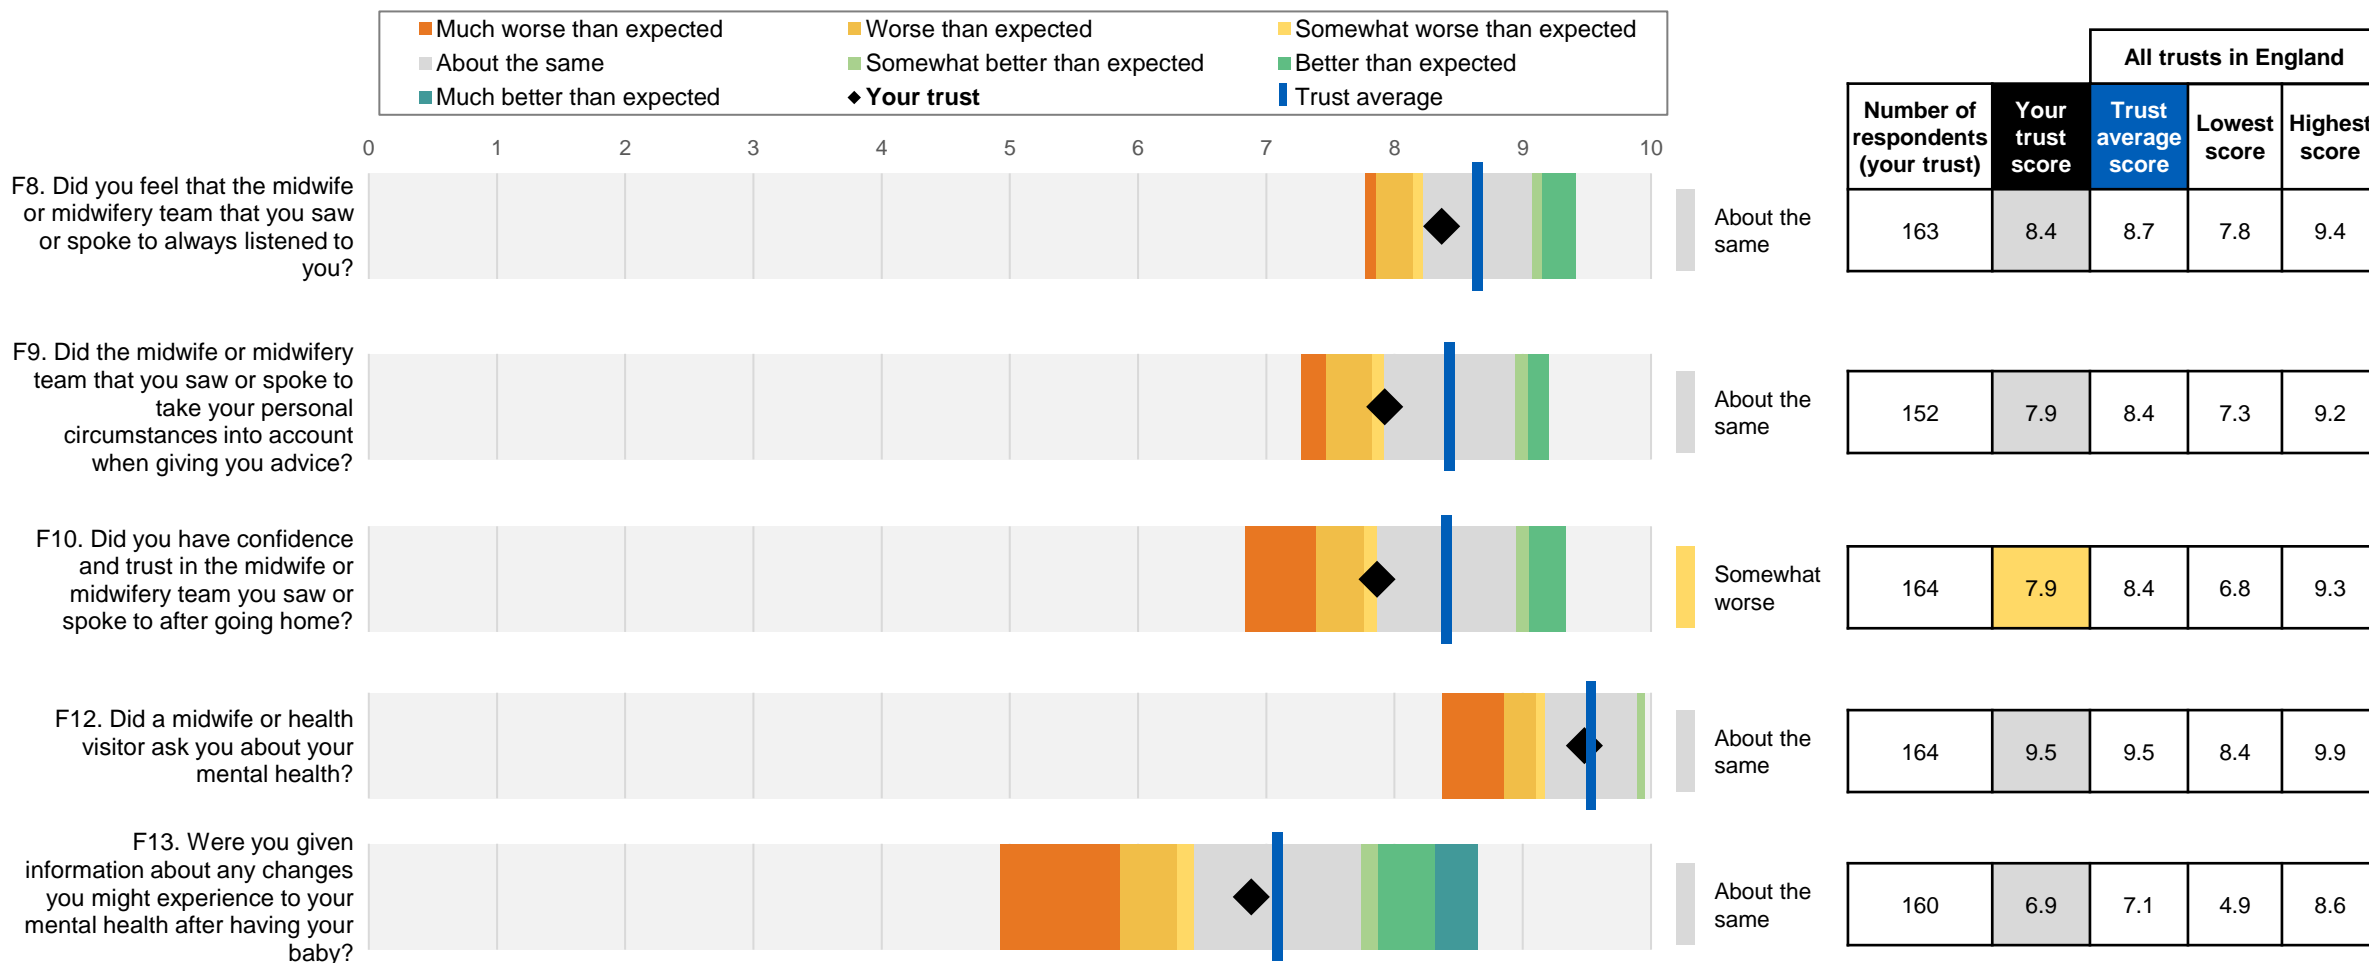 Much worse than expected
Worse than expected
Somewhat worse than expected
About the same
Somewhat better than expected
Better than expected
Much better than expected
Your trust
Trust average
All trusts in England
Number of
respondents
(your trust)
Your
trust
score
Trust
average
score
Lowest
score
Highest
score
0 1 2 3 4 5 6 7 8 9 10
F8. Did you feel that the midwife
or midwifery team that you saw
or spoke to always listened to
you?
About the
same
163 8.4 8.7 7.8 9.4
F9. Did the midwife or midwifery
team that you saw or spoke to
take your personal
circumstances into account
when giving you advice?
About the
same
152 7.9 8.4 7.3 9.2
F10. Did you have confidence
and trust in the midwife or
midwifery team you saw or
spoke to after going home?
Somewhat
worse
164 7.9 8.4 6.8 9.3
F12. Did a midwife or health
visitor ask you about your
mental health?
About the
same
164 9.5 9.5 8.4 9.9
F13. Were you given
information about any changes
you might experience to your
mental health after having your
baby?
About the
same
160 6.9 7.1 4.9 8.6